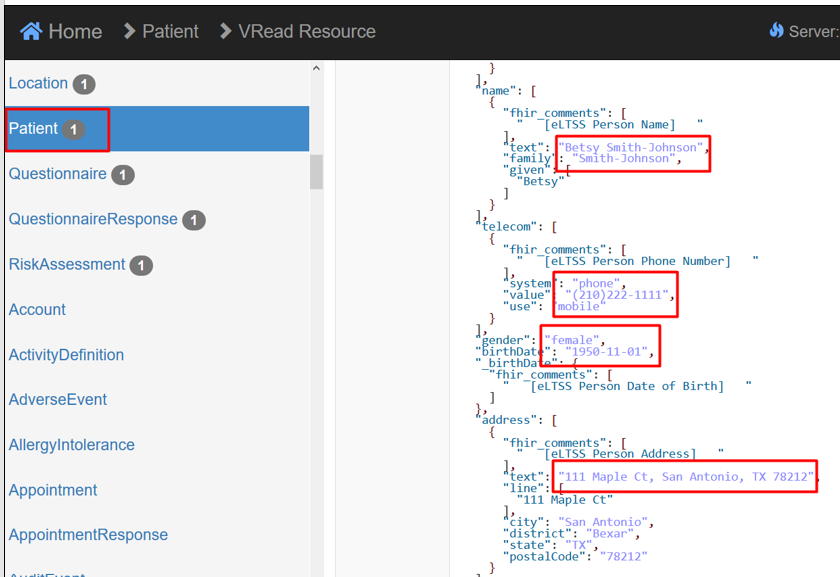 Home > Patient > VRead Resource
Server:
Location 1
Patient 1
Questionnaire 1
QuestionnaireResponse 1
RiskAssessment 1
Account
ActivityDefinition
AdverseEvent
AllergyIntolerance
Appointment
AppointmentResponse
AuditEvent
}
],
"name": [
{
"fhir_comments": [
" [eLTSS Person Name] "
],
"text": "Betsy Smith-Johnson",
"family": "Smith-Johnson",
"given": [
"Betsy"
]
}
],
"telecom": [
{
"fhir_comments": [
" [eLTSS Person Phone Number] "
],
"system": "phone",
"value": "(210)222-1111",
"use": "mobile"
}
],
"gender": "female",
"birthDate": "1950-11-01",
"_birthDate": {
"fhir_comments": [
" [eLTSS Person Date of Birth] "
]
},
"address": [
{
"fhir_comments": [
" [eLTSS Person Address] "
],
"text": "111 Maple Ct, San Antonio, TX 78212",
"line": [
"111 Maple Ct"
],
"city": "San Antonio",
"district": "Bexar",
"state": "TX",
"postalCode": "78212"
}